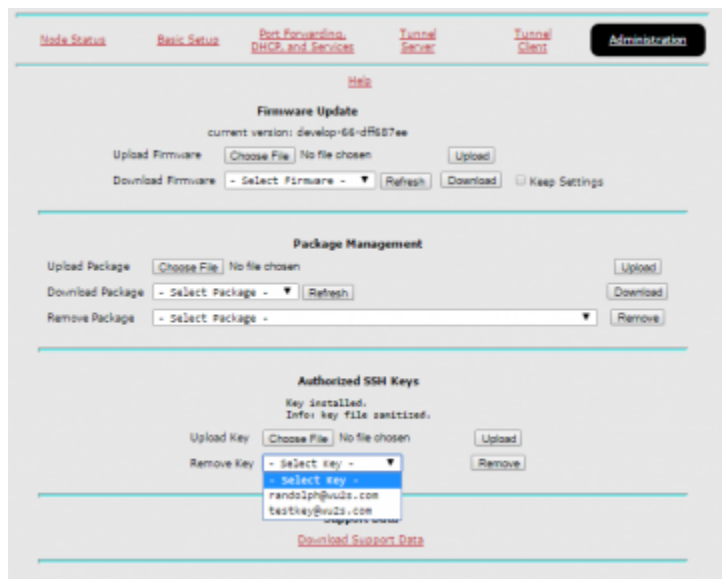 Node Status Basic Setup Port Forwarding, DHCP, and Services Tunnel Server Tunnel Client Administration
Help
Firmware Update
current version: develop-66-dff687ee
Upload Firmware Choose File No file chosen Upload
Download Firmware - Select Firmware - Refresh Download Keep Settings
Package Management
Upload Package Choose File No file chosen Upload
Download Package - Select Package - Refresh Download
Remove Package - Select Package - Remove
Authorized SSH Keys
Key installed.
Info: key file sanitized.
Upload Key Choose File No file chosen Upload
Remove Key - Select Key - Remove
- Select Key -
randolph@wu2s.com
testkey@wu2s.com
Support Data
Download Support Data